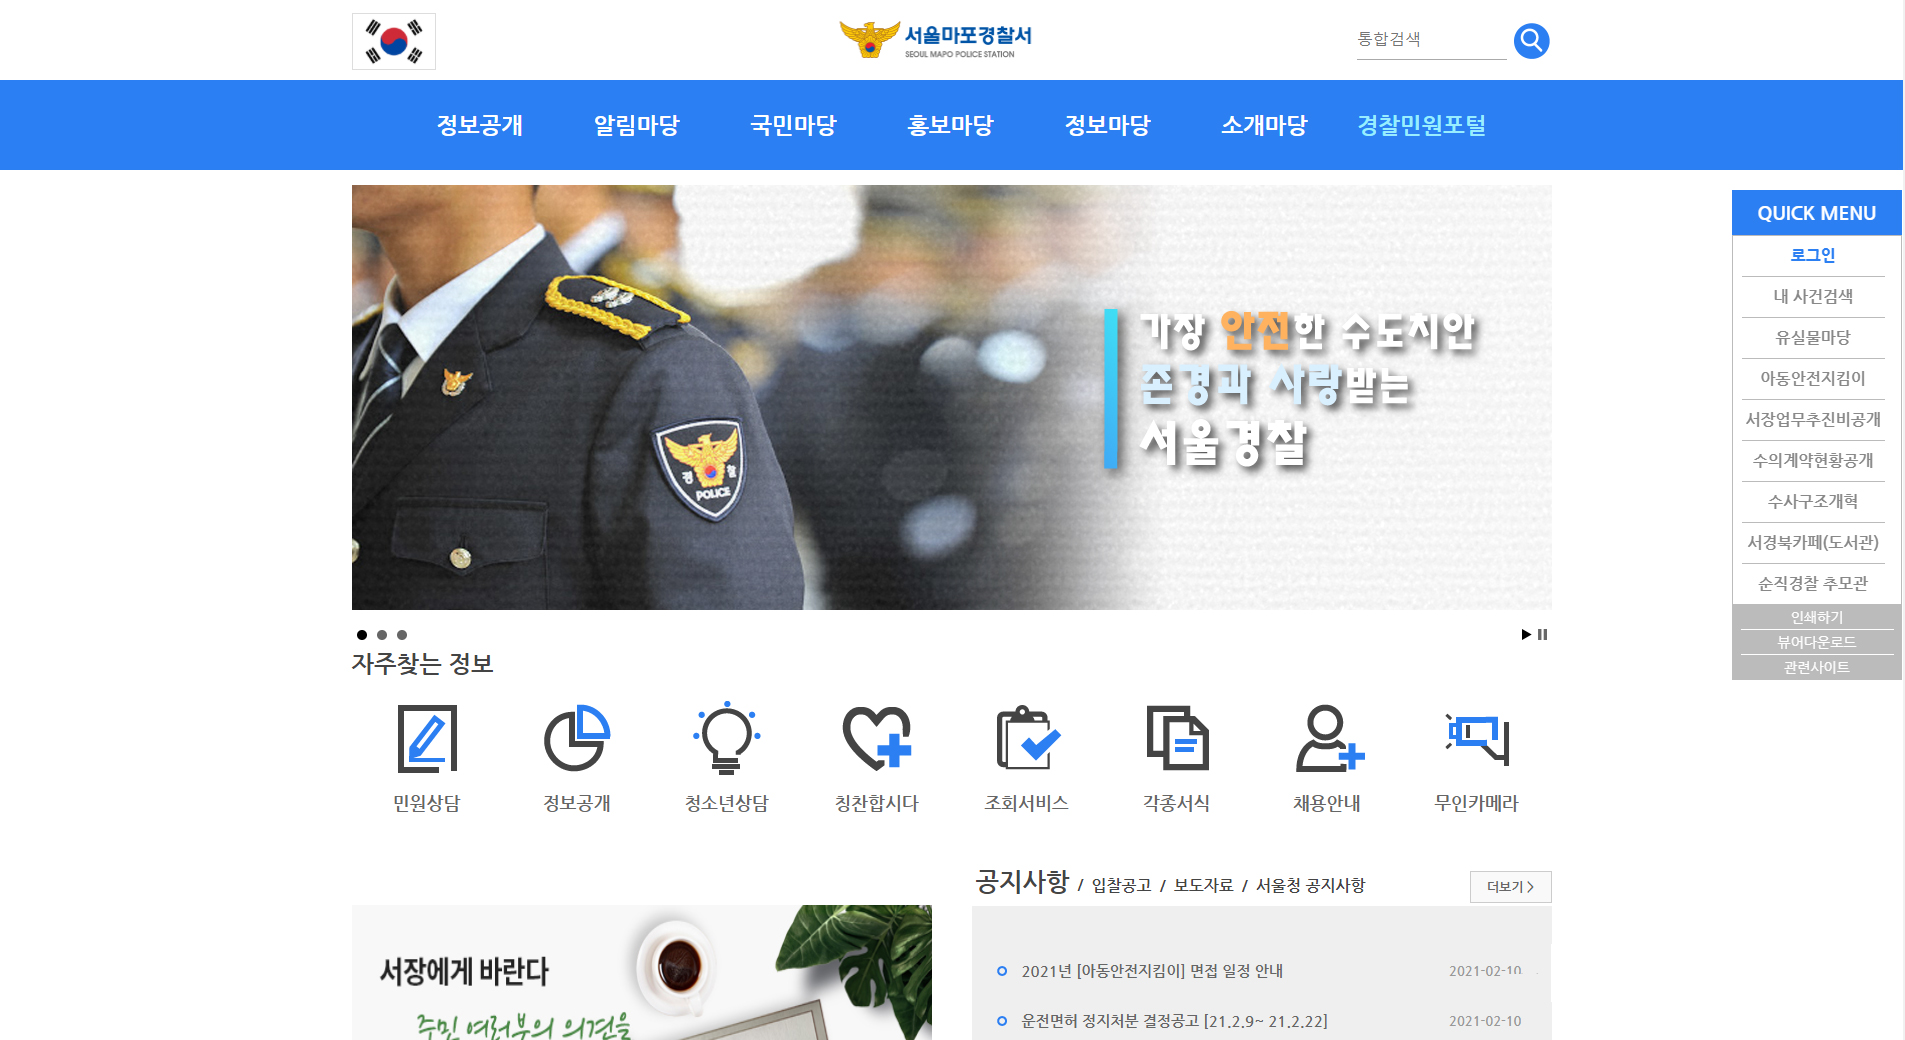 서울마포경찰서
SEOUL MAPO POLICE STATION
통합검색
정보공개 알림마당 국민마당 홍보마당 정보마당 소개마당 경찰민원포털
가장 안전한 수도치안
존경과 사랑받는
서울경찰
경찰
POLICE
QUICK MENU
로그인
내 사건검색
유실물마당
아동안전지킴이
서장업무추진비공개
수의계약현황공개
수사구조개혁
서경북카페(도서관)
순직경찰 추모관
인쇄하기
뷰어다운로드
관련사이트
자주찾는 정보
민원상담 정보공개 청소년상담 칭찬합시다 조회서비스 각종서식 채용안내 무인카메라
공지사항 / 입찰공고 / 보도자료 / 서울청 공지사항
더보기 >
2021년 [아동안전지킴이] 면접 일정 안내 2021-02-10
운전면허 정지처분 결정공고 [21.2.9~ 21.2.22] 2021-02-10
서장에게 바란다
주민 여러분의 의견을